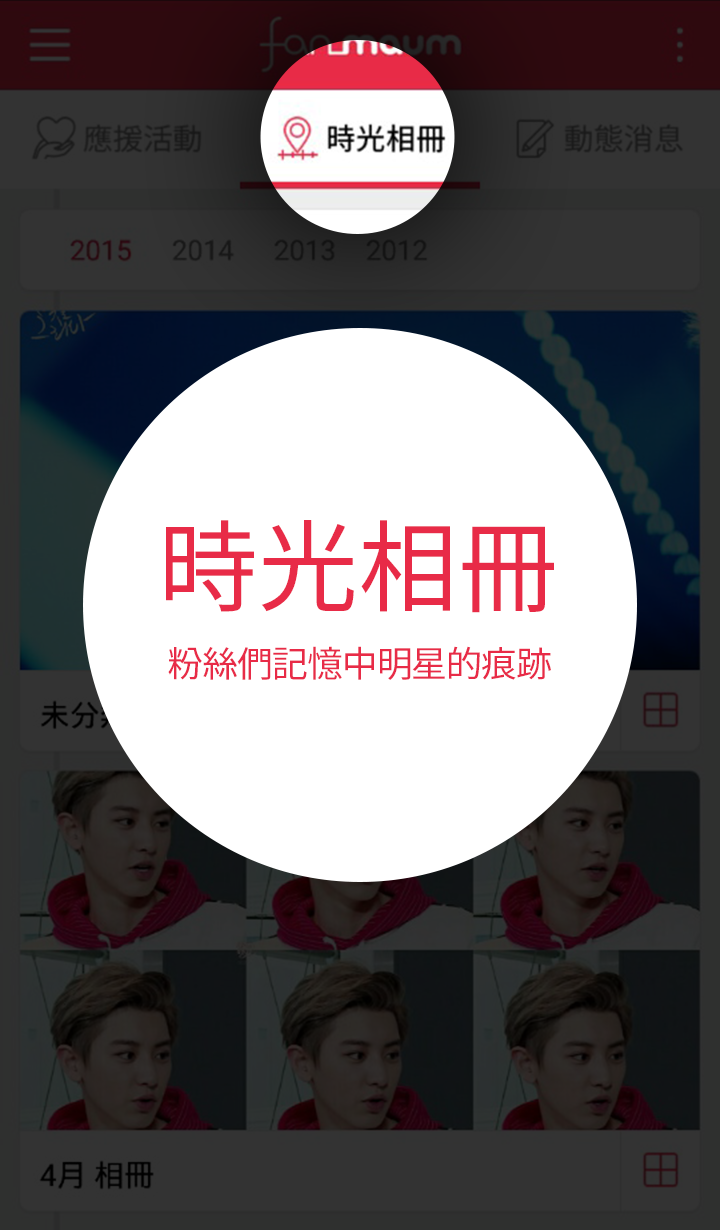 fanmaum
應援活動
時光相冊
動態消息
2015 2014 2013 2012
時光相冊
粉絲們記憶中明星的痕跡
未分
4月 相冊